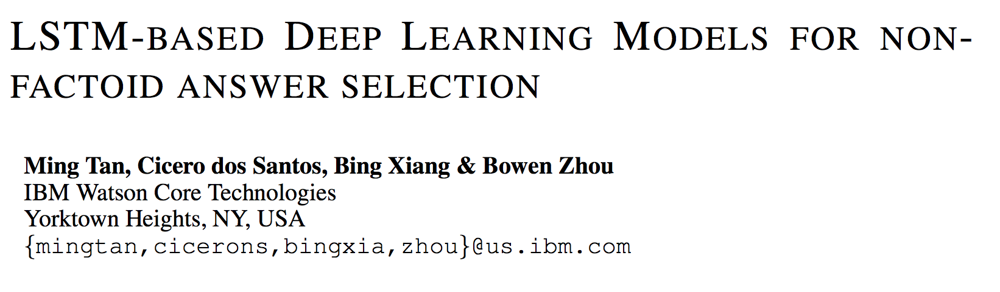 LSTM-BASED DEEP LEARNING MODELS FOR NON-
FACTOID ANSWER SELECTION
Ming Tan, Cicero dos Santos, Bing Xiang & Bowen Zhou
IBM Watson Core Technologies
Yorktown Heights, NY, USA
{mingtan,cicerons,bingxia,zhou}@us.ibm.com